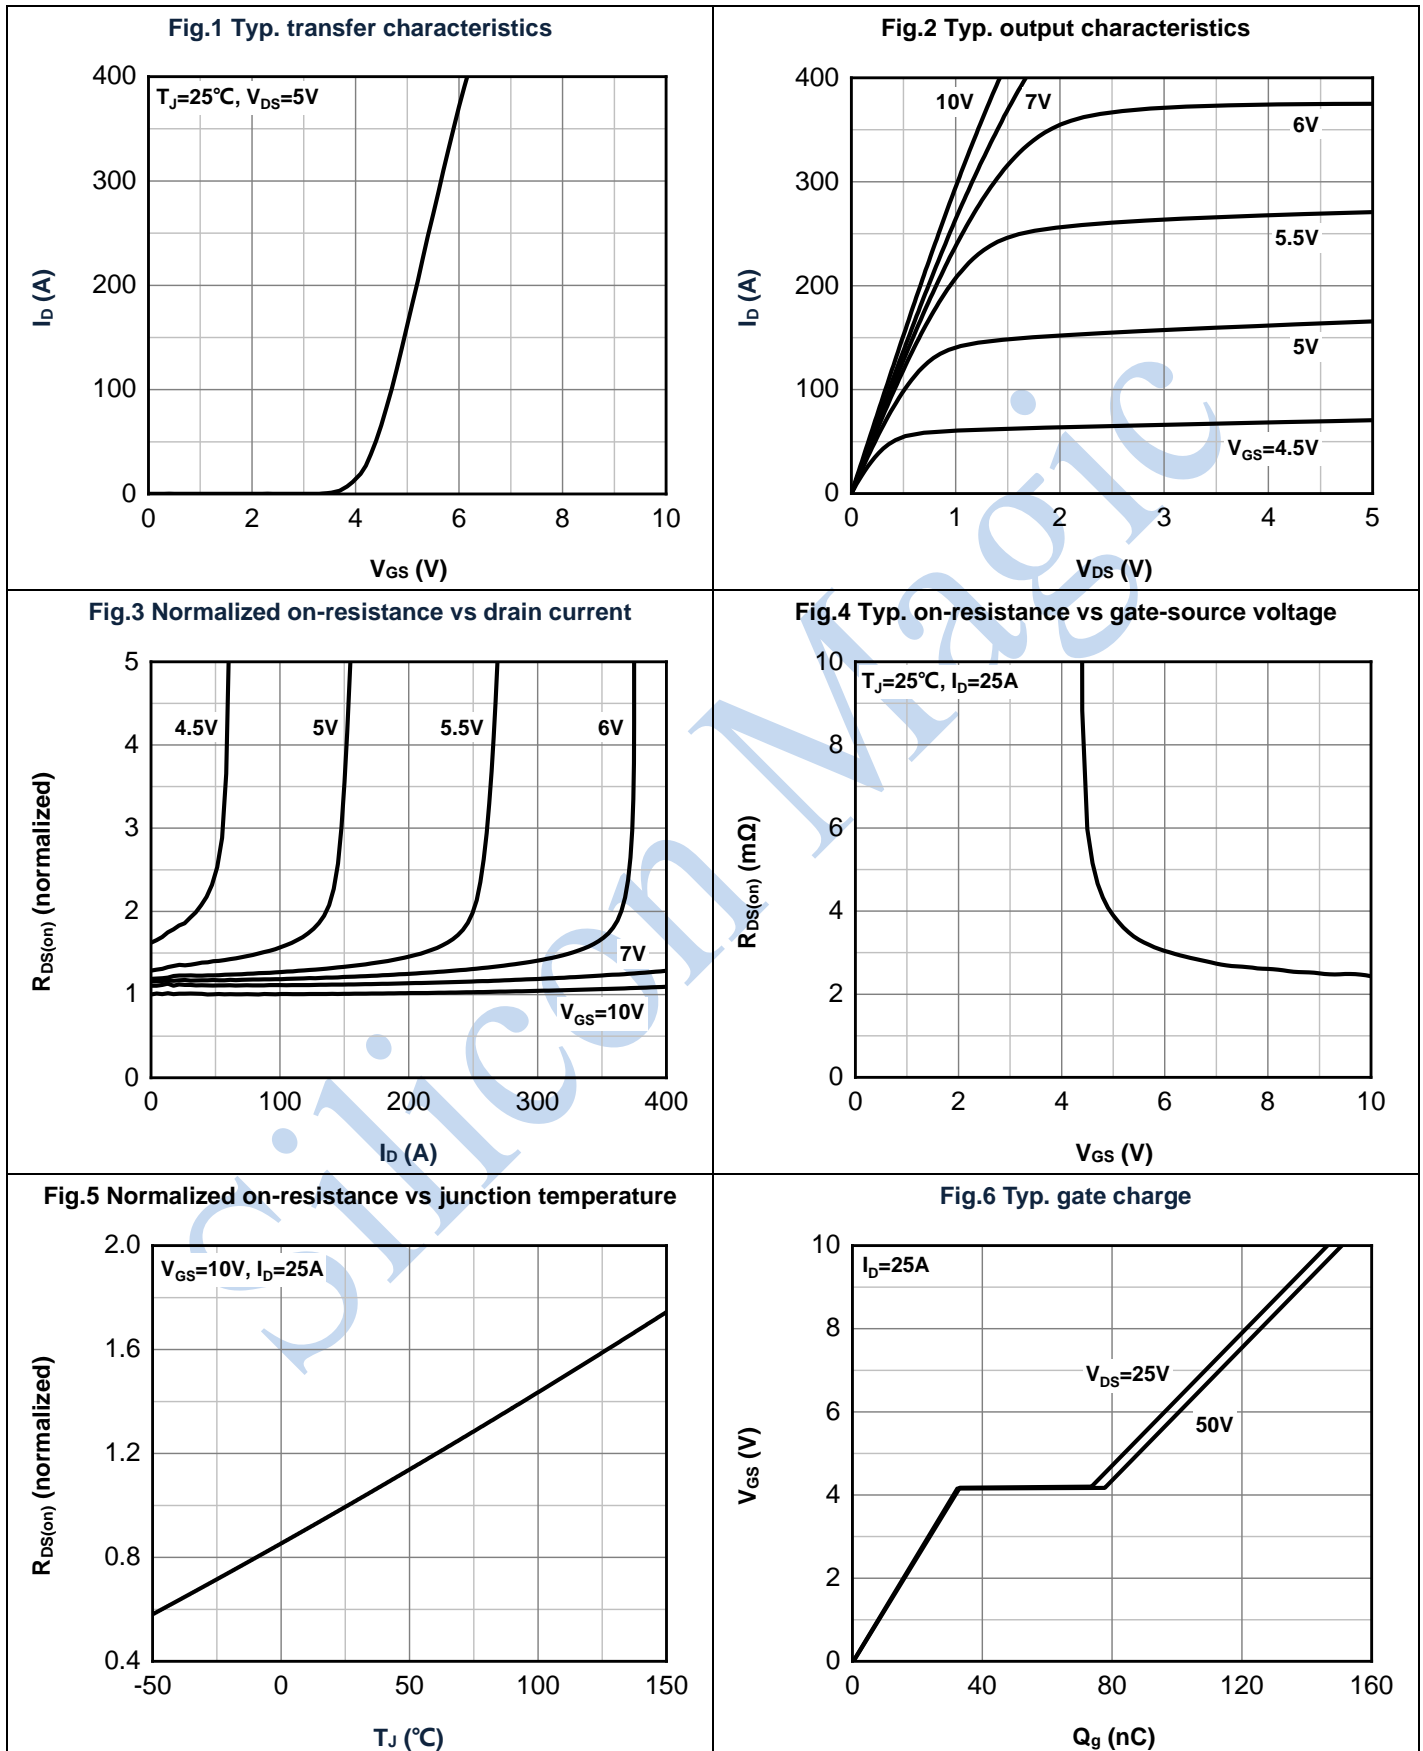 Fig.1 Typ. transfer characteristics
400
300
200
100
0
T_J=25℃, V_DS=5V
0 2 4 6 8 10
I_D (A)
V_GS (V)
Fig.2 Typ. output characteristics
400
300
200
100
0
10V 7V
6V
5.5V
5V
V_GS=4.5V
0 1 2 3 4 5
I_D (A)
V_DS (V)
Fig.3 Normalized on-resistance vs drain current
5
4
3
2
1
0
4.5V 5V 5.5V 6V
7V
V_GS=10V
0 100 200 300 400
R_DS(on) (normalized)
I_D (A)
Fig.4 Typ. on-resistance vs gate-source voltage
10
8
6
4
2
0
T_J=25℃, I_D=25A
0 2 4 6 8 10
R_DS(on) (mΩ)
V_GS (V)
Fig.5 Normalized on-resistance vs junction temperature
2.0
1.6
1.2
0.8
0.4
V_GS=10V, I_D=25A
-50 0 50 100 150
R_DS(on) (normalized)
T_J (℃)
Fig.6 Typ. gate charge
10
8
6
4
2
0
I_D=25A
V_DS=25V
50V
0 40 80 120 160
V_GS (V)
Q_g (nC)
Silicon Magic